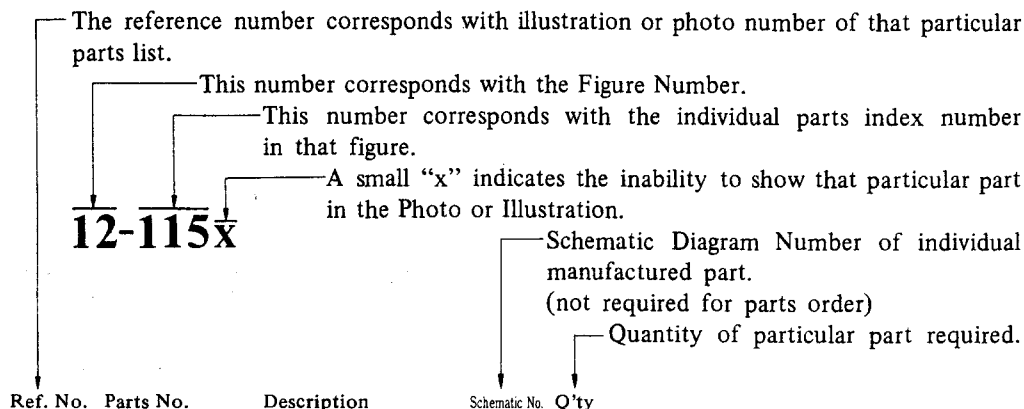 The reference number corresponds with illustration or photo number of that particular
parts list.
This number corresponds with the Figure Number.
This number corresponds with the individual parts index number
in that figure.
A small “x” indicates the inability to show that particular part
in the Photo or Illustration.
12-115x
Schematic Diagram Number of individual
manufactured part.
(not required for parts order)
Quantity of particular part required.
Ref. No. Parts No. Description Schematic No. Q'ty